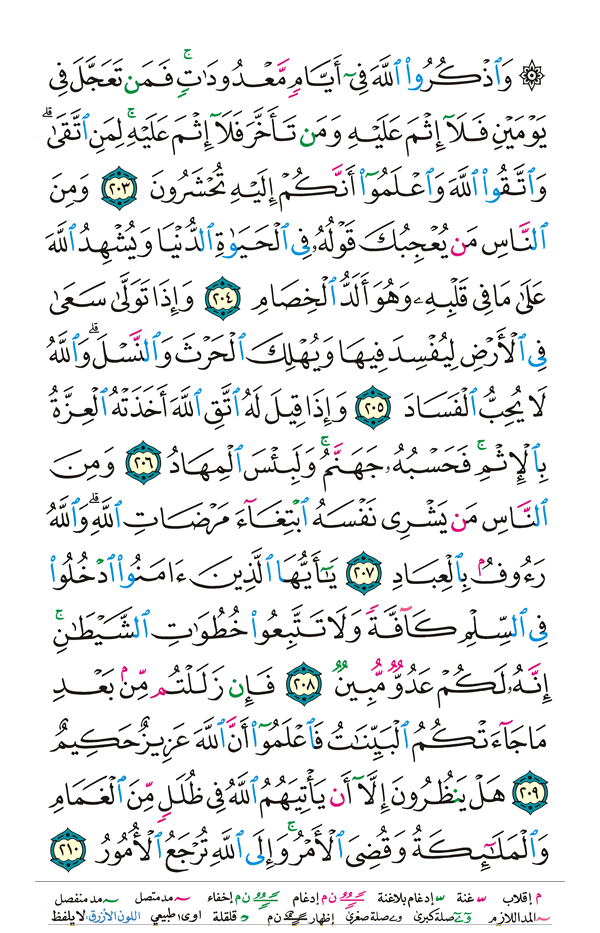 ۞ وَٱذْكُرُوا۟ ٱللَّهَ فِىٓ أَيَّامٍ مَّعْدُودَٰتٍ ۚ فَمَن تَعَجَّلَ فِى
يَوْمَيْنِ فَلَآ إِثْمَ عَلَيْهِ وَمَن تَأَخَّرَ فَلَآ إِثْمَ عَلَيْهِ ۚ لِمَنِ ٱتَّقَىٰ ۗ
وَٱتَّقُوا۟ ٱللَّهَ وَٱعْلَمُوٓا۟ أَنَّكُمْ إِلَيْهِ تُحْشَرُونَ ٢٠٣ وَمِنَ
ٱلنَّاسِ مَن يُعْجِبُكَ قَوْلُهُۥ فِى ٱلْحَيَوٰةِ ٱلدُّنْيَا وَيُشْهِدُ ٱللَّهَ
عَلَىٰ مَا فِى قَلْبِهِۦ وَهُوَ أَلَدُّ ٱلْخِصَامِ ٢٠٤ وَإِذَا تَوَلَّىٰ سَعَىٰ
فِى ٱلْأَرْضِ لِيُفْسِدَ فِيهَا وَيُهْلِكَ ٱلْحَرْثَ وَٱلنَّسْلَ ۗ وَٱللَّهُ
لَا يُحِبُّ ٱلْفَسَادَ ٢٠٥ وَإِذَا قِيلَ لَهُ ٱتَّقِ ٱللَّهَ أَخَذَتْهُ ٱلْعِزَّةُ
بِٱلْإِثْمِ ۚ فَحَسْبُهُۥ جَهَنَّمُ ۚ وَلَبِئْسَ ٱلْمِهَادُ ٢٠٦ وَمِنَ
ٱلنَّاسِ مَن يَشْرِى نَفْسَهُ ٱبْتِغَآءَ مَرْضَاتِ ٱللَّهِ ۗ وَٱللَّهُ
رَءُوفٌۢ بِٱلْعِبَادِ ٢٠٧ يَٰٓأَيُّهَا ٱلَّذِينَ ءَامَنُوا۟ ٱدْخُلُوا۟
فِى ٱلسِّلْمِ كَآفَّةً وَلَا تَتَّبِعُوا۟ خُطُوَٰتِ ٱلشَّيْطَٰنِ ۚ
إِنَّهُۥ لَكُمْ عَدُوٌّ مُّبِينٌ ٢٠٨ فَإِن زَلَلْتُم مِّنۢ بَعْدِ
مَا جَآءَتْكُمُ ٱلْبَيِّنَٰتُ فَٱعْلَمُوٓا۟ أَنَّ ٱللَّهَ عَزِيزٌ حَكِيمٌ
٢٠٩ هَلْ يَنظُرُونَ إِلَّآ أَن يَأْتِيَهُمُ ٱللَّهُ فِى ظُلَلٍ مِّنَ ٱلْغَمَامِ
وَٱلْمَلَٰٓئِكَةُ وَقُضِىَ ٱلْأَمْرُ ۚ وَإِلَى ٱللَّهِ تُرْجَعُ ٱلْأُمُورُ ٢١٠
م إقلاب غنة إدغام بلاغنة ن م إدغام ن م إخفاء مد متصل مد منفصل
المد اللازم صلة كبرى صلة صغرى إظهار ن م قلقلة اوى طبيعي اللون الأزرق: لا يلفظ